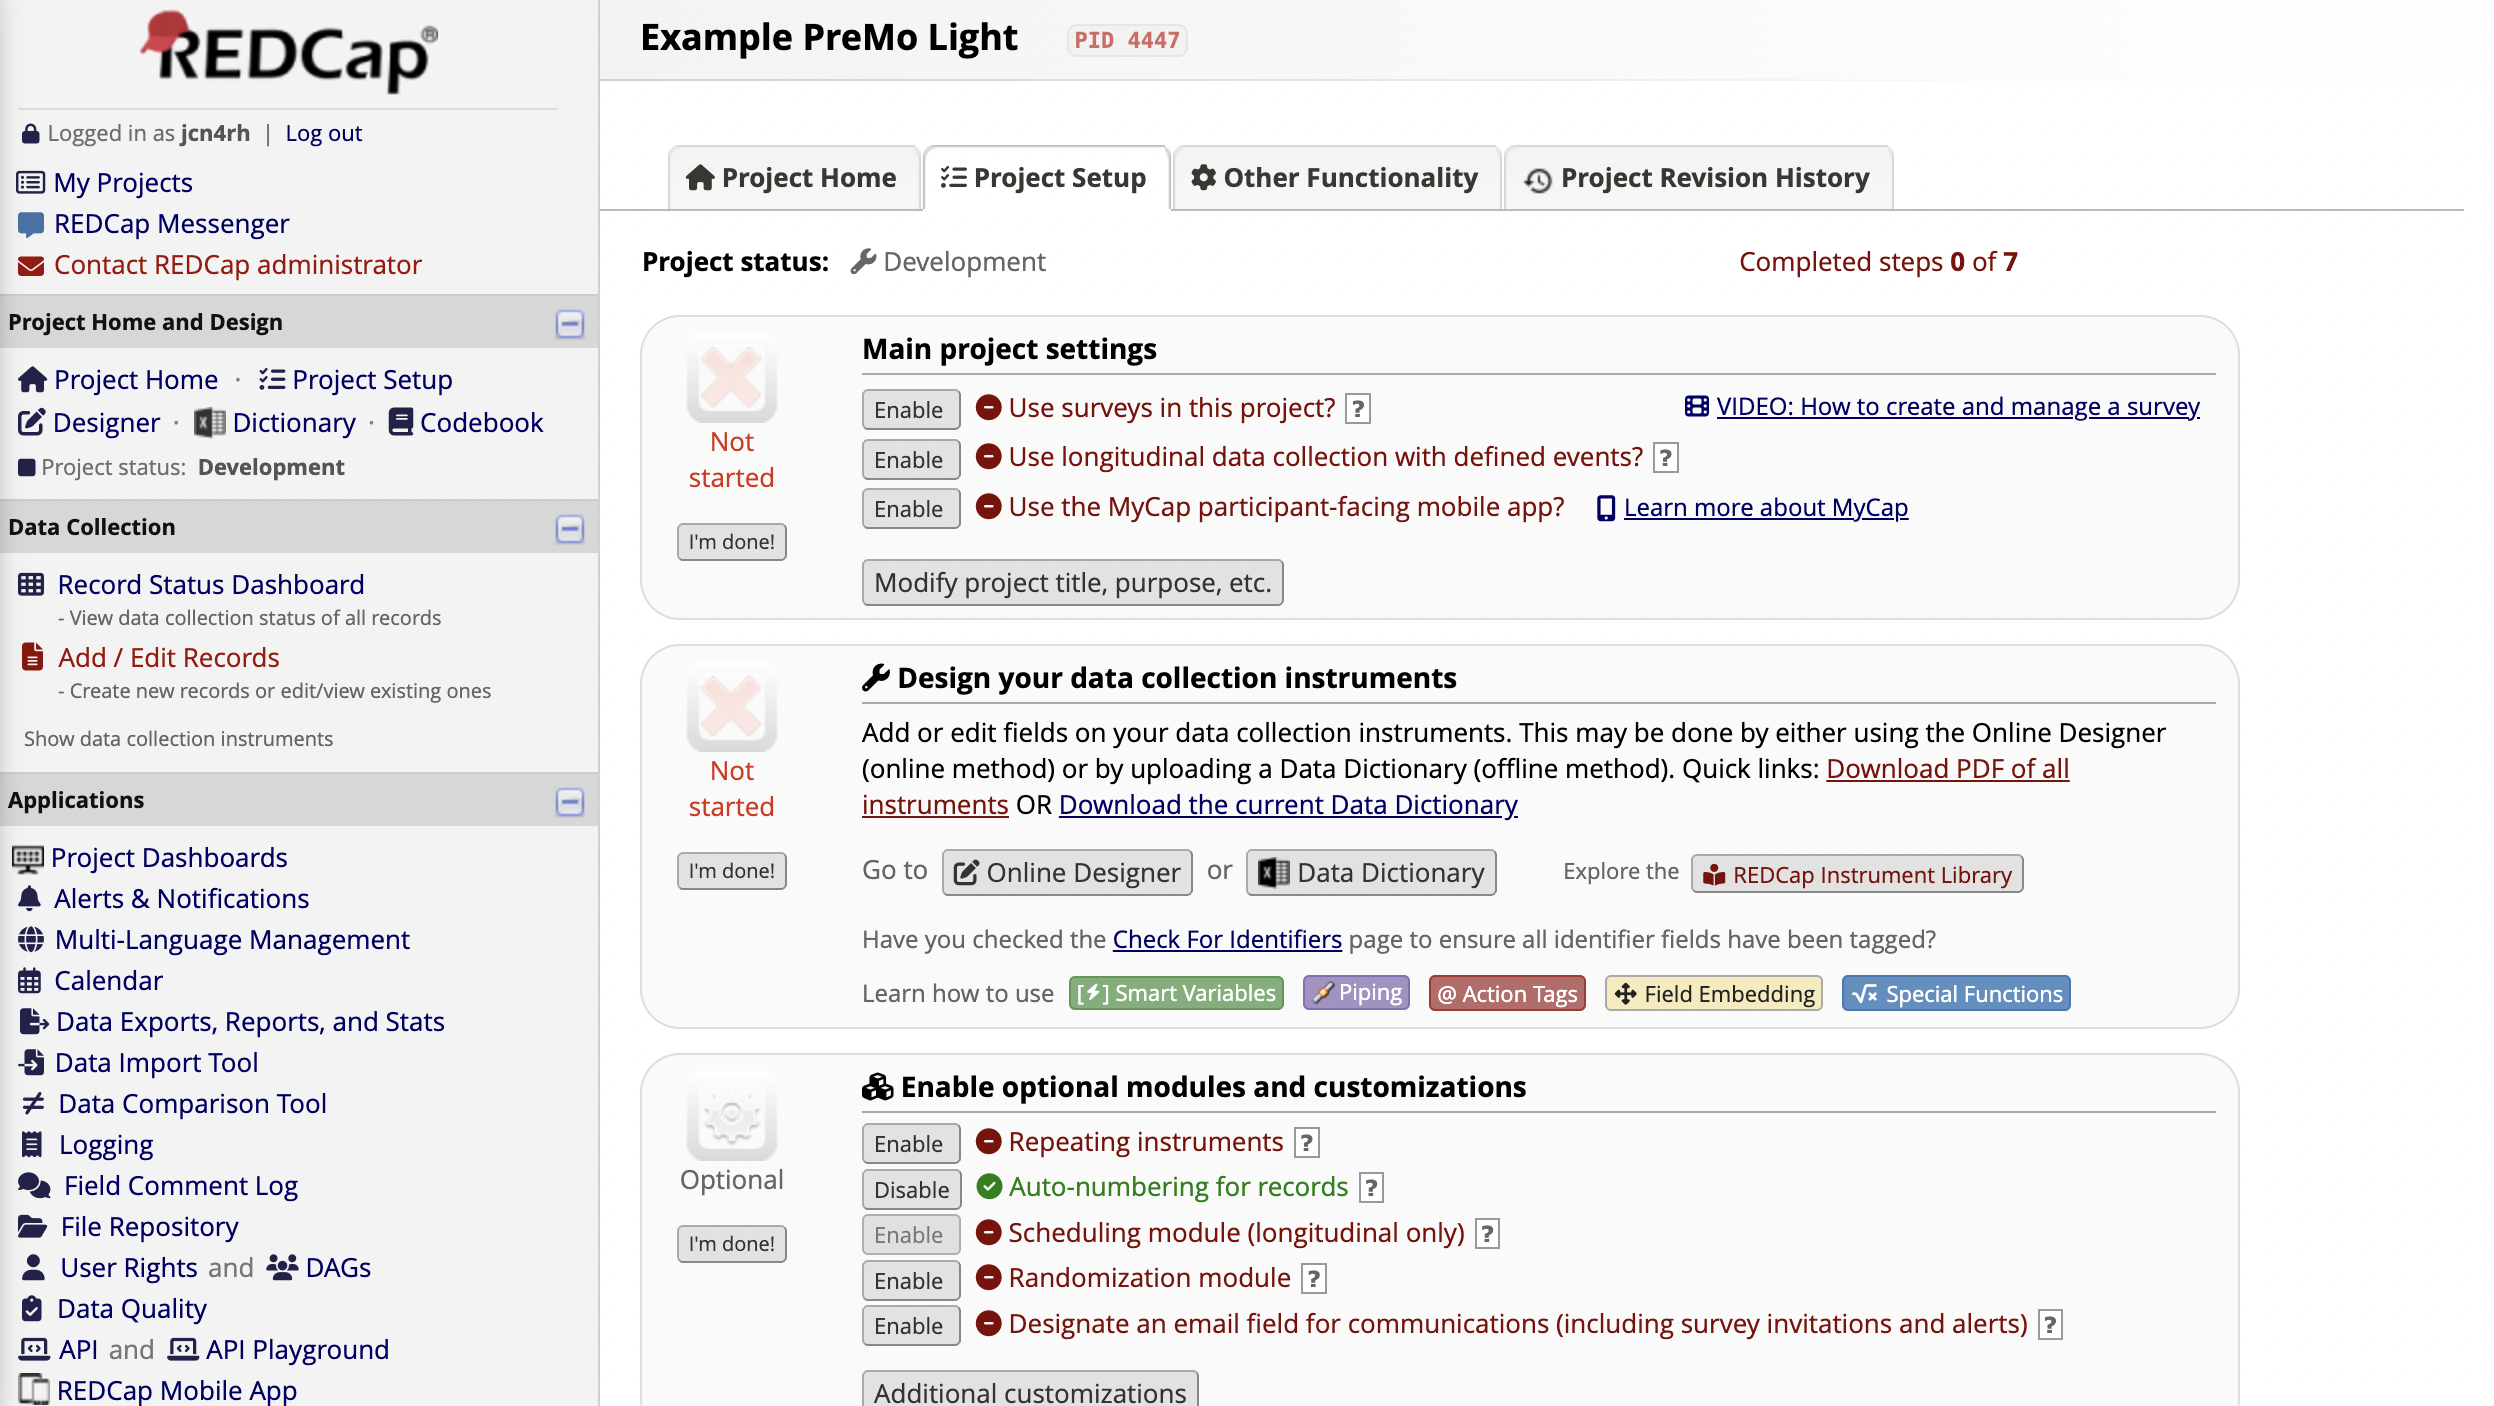 REDCap®
Logged in as jcn4rh | Log out
My Projects
REDCap Messenger
Contact REDCap administrator
Project Home and Design
Project Home · Project Setup
Designer · Dictionary · Codebook
Project status: Development
Data Collection
Record Status Dashboard
- View data collection status of all records
Add / Edit Records
- Create new records or edit/view existing ones
Show data collection instruments
Applications
Project Dashboards
Alerts & Notifications
Multi-Language Management
Calendar
Data Exports, Reports, and Stats
Data Import Tool
Data Comparison Tool
Logging
Field Comment Log
File Repository
User Rights and DAGs
Data Quality
API and API Playground
REDCap Mobile App
Example PreMo Light PID 4447
Project Home Project Setup Other Functionality Project Revision History
Project status: Development Completed steps 0 of 7
Not started
I'm done!
Main project settings
Enable Use surveys in this project? ? VIDEO: How to create and manage a survey
Enable Use longitudinal data collection with defined events? ?
Enable Use the MyCap participant-facing mobile app? Learn more about MyCap
Modify project title, purpose, etc.
Not started
I'm done!
Design your data collection instruments
Add or edit fields on your data collection instruments. This may be done by either using the Online Designer
(online method) or by uploading a Data Dictionary (offline method). Quick links: Download PDF of all
instruments OR Download the current Data Dictionary
Go to Online Designer or Data Dictionary Explore the REDCap Instrument Library
Have you checked the Check For Identifiers page to ensure all identifier fields have been tagged?
Learn how to use [⚡] Smart Variables Piping @ Action Tags Field Embedding √x Special Functions
Optional
I'm done!
Enable optional modules and customizations
Enable Repeating instruments ?
Disable Auto-numbering for records ?
Enable Scheduling module (longitudinal only) ?
Enable Randomization module ?
Enable Designate an email field for communications (including survey invitations and alerts) ?
Additional customizations